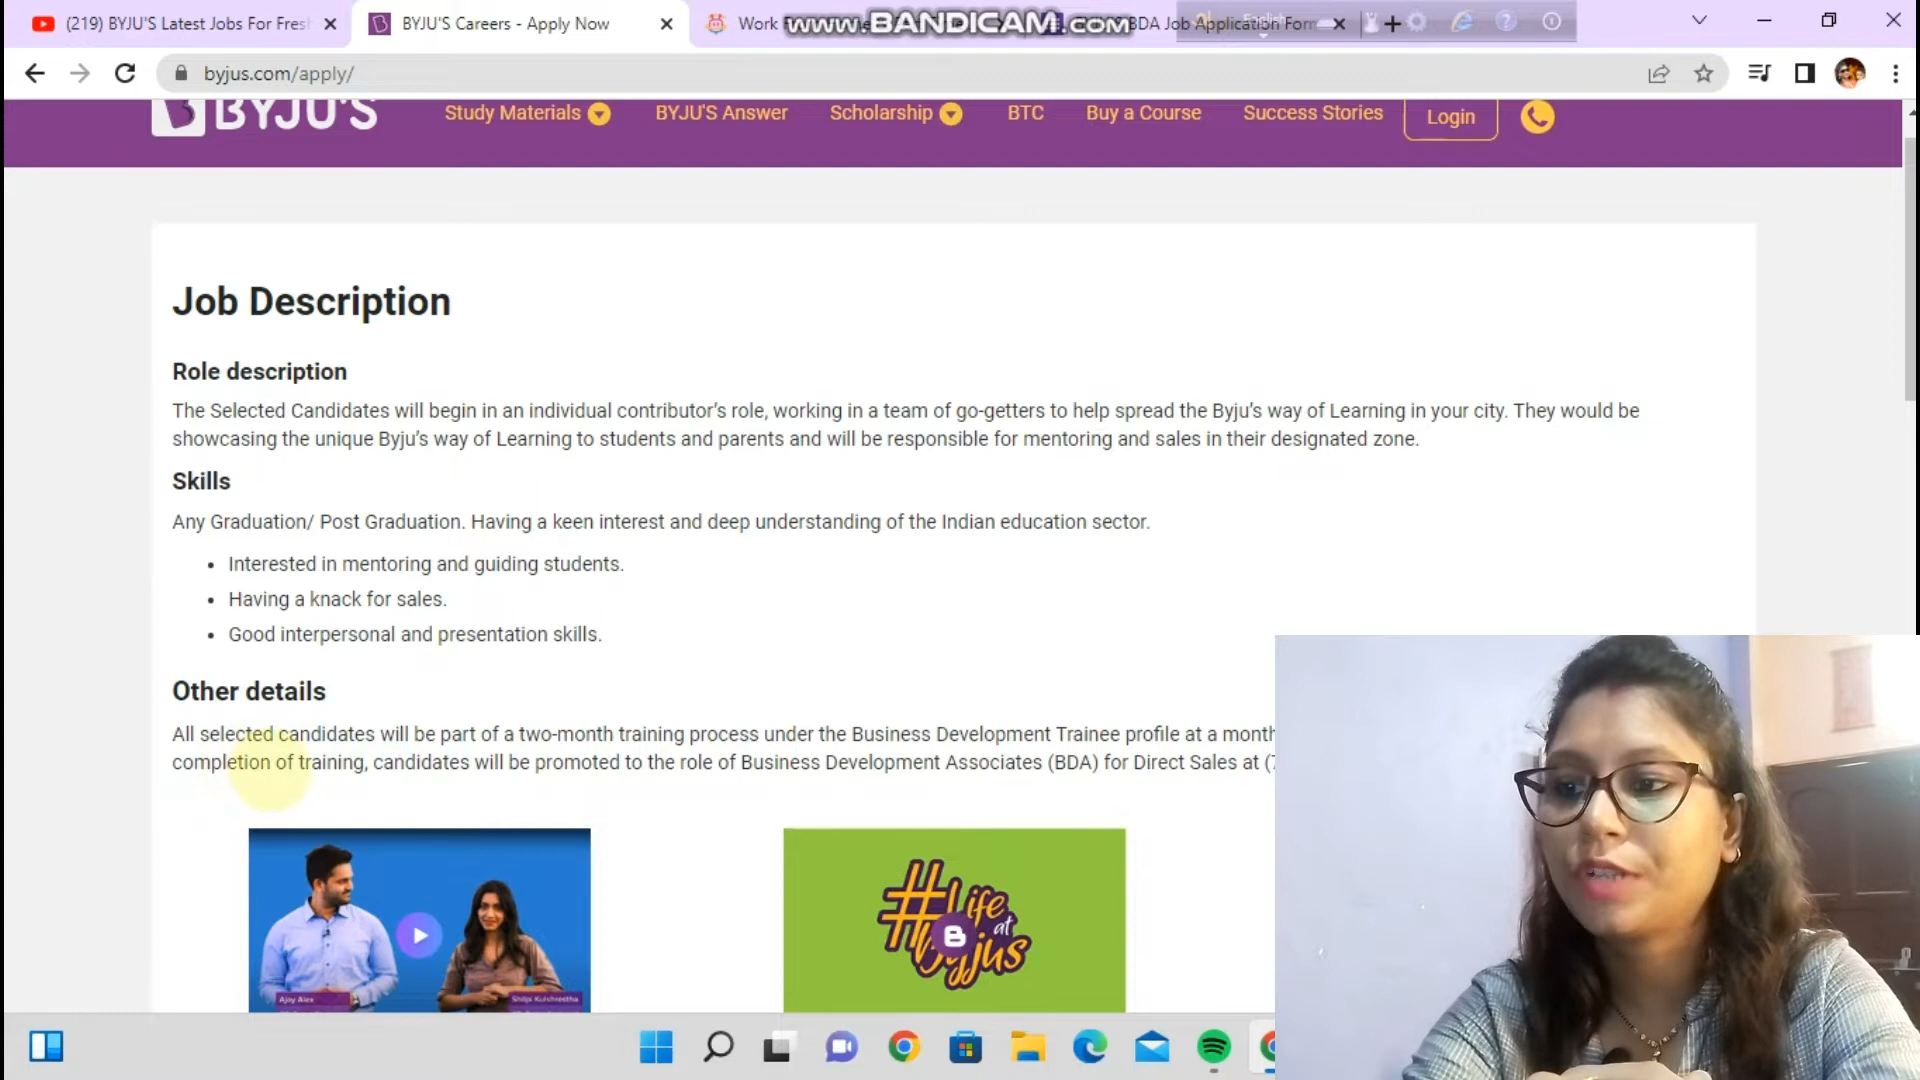 (219) BYJU'S Latest Jobs For Fresh
BYJU'S Careers - Apply Now
Work
www.BANDICAM.com
BDA Job Application Form
English
byjus.com/apply/
BYJU'S
Study Materials
BYJU'S Answer
Scholarship
BTC
Buy a Course
Success Stories
Login
Job Description
Role description
The Selected Candidates will begin in an individual contributor's role, working in a team of go-getters to help spread the Byju's way of Learning in your city. They would be
showcasing the unique Byju's way of Learning to students and parents and will be responsible for mentoring and sales in their designated zone.
Skills
Any Graduation/ Post Graduation. Having a keen interest and deep understanding of the Indian education sector.
• Interested in mentoring and guiding students.
• Having a knack for sales.
• Good interpersonal and presentation skills.
Other details
All selected candidates will be part of a two-month training process under the Business Development Trainee profile at a month
completion of training, candidates will be promoted to the role of Business Development Associates (BDA) for Direct Sales at (7
#Life
at
Byjus
B
Ajoy Alex
Shilpi Kulshrestha